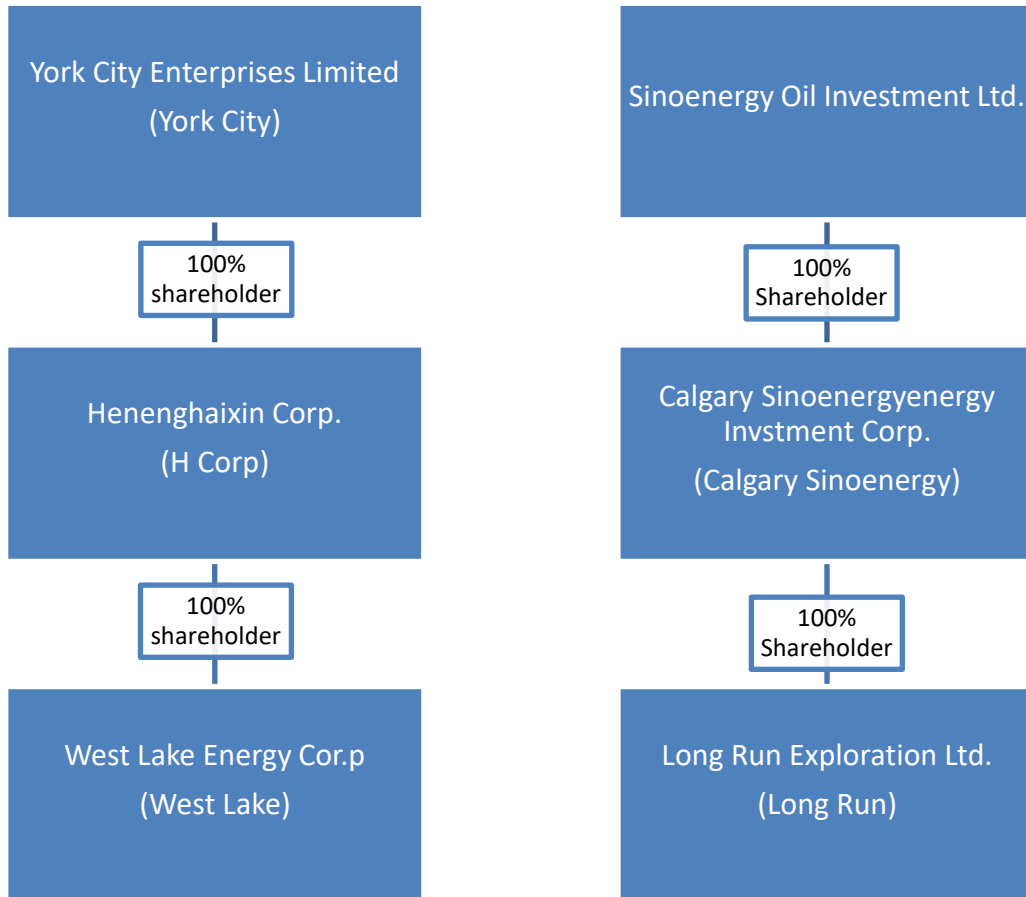 York City Enterprises Limited
(York City)
Sinoenergy Oil Investment Ltd.
100%
shareholder
100%
Shareholder
Henenghaixin Corp.
(H Corp)
Calgary Sinoenergyenergy
Invstment Corp.
(Calgary Sinoenergy)
100%
shareholder
100%
Shareholder
West Lake Energy Cor.p
(West Lake)
Long Run Exploration Ltd.
(Long Run)